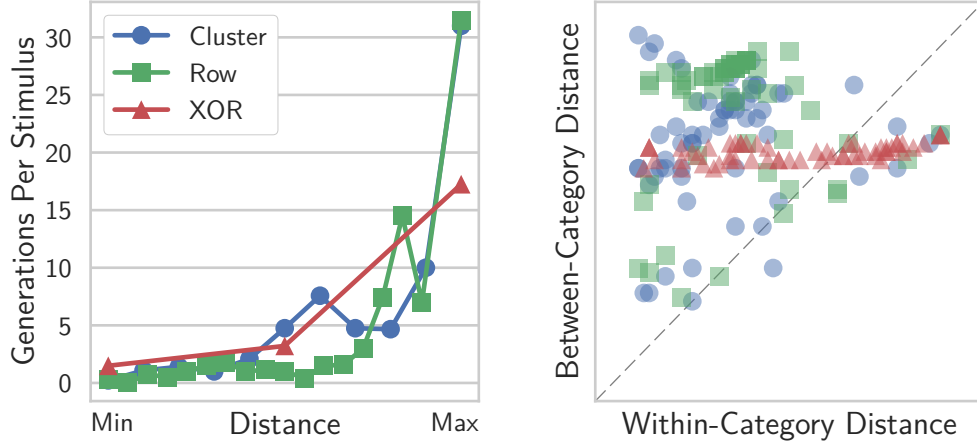 Generations Per Stimulus
30
25
20
15
10
5
0
Cluster
Row
XOR
Min
Distance
Max
Between-Category Distance
Within-Category Distance